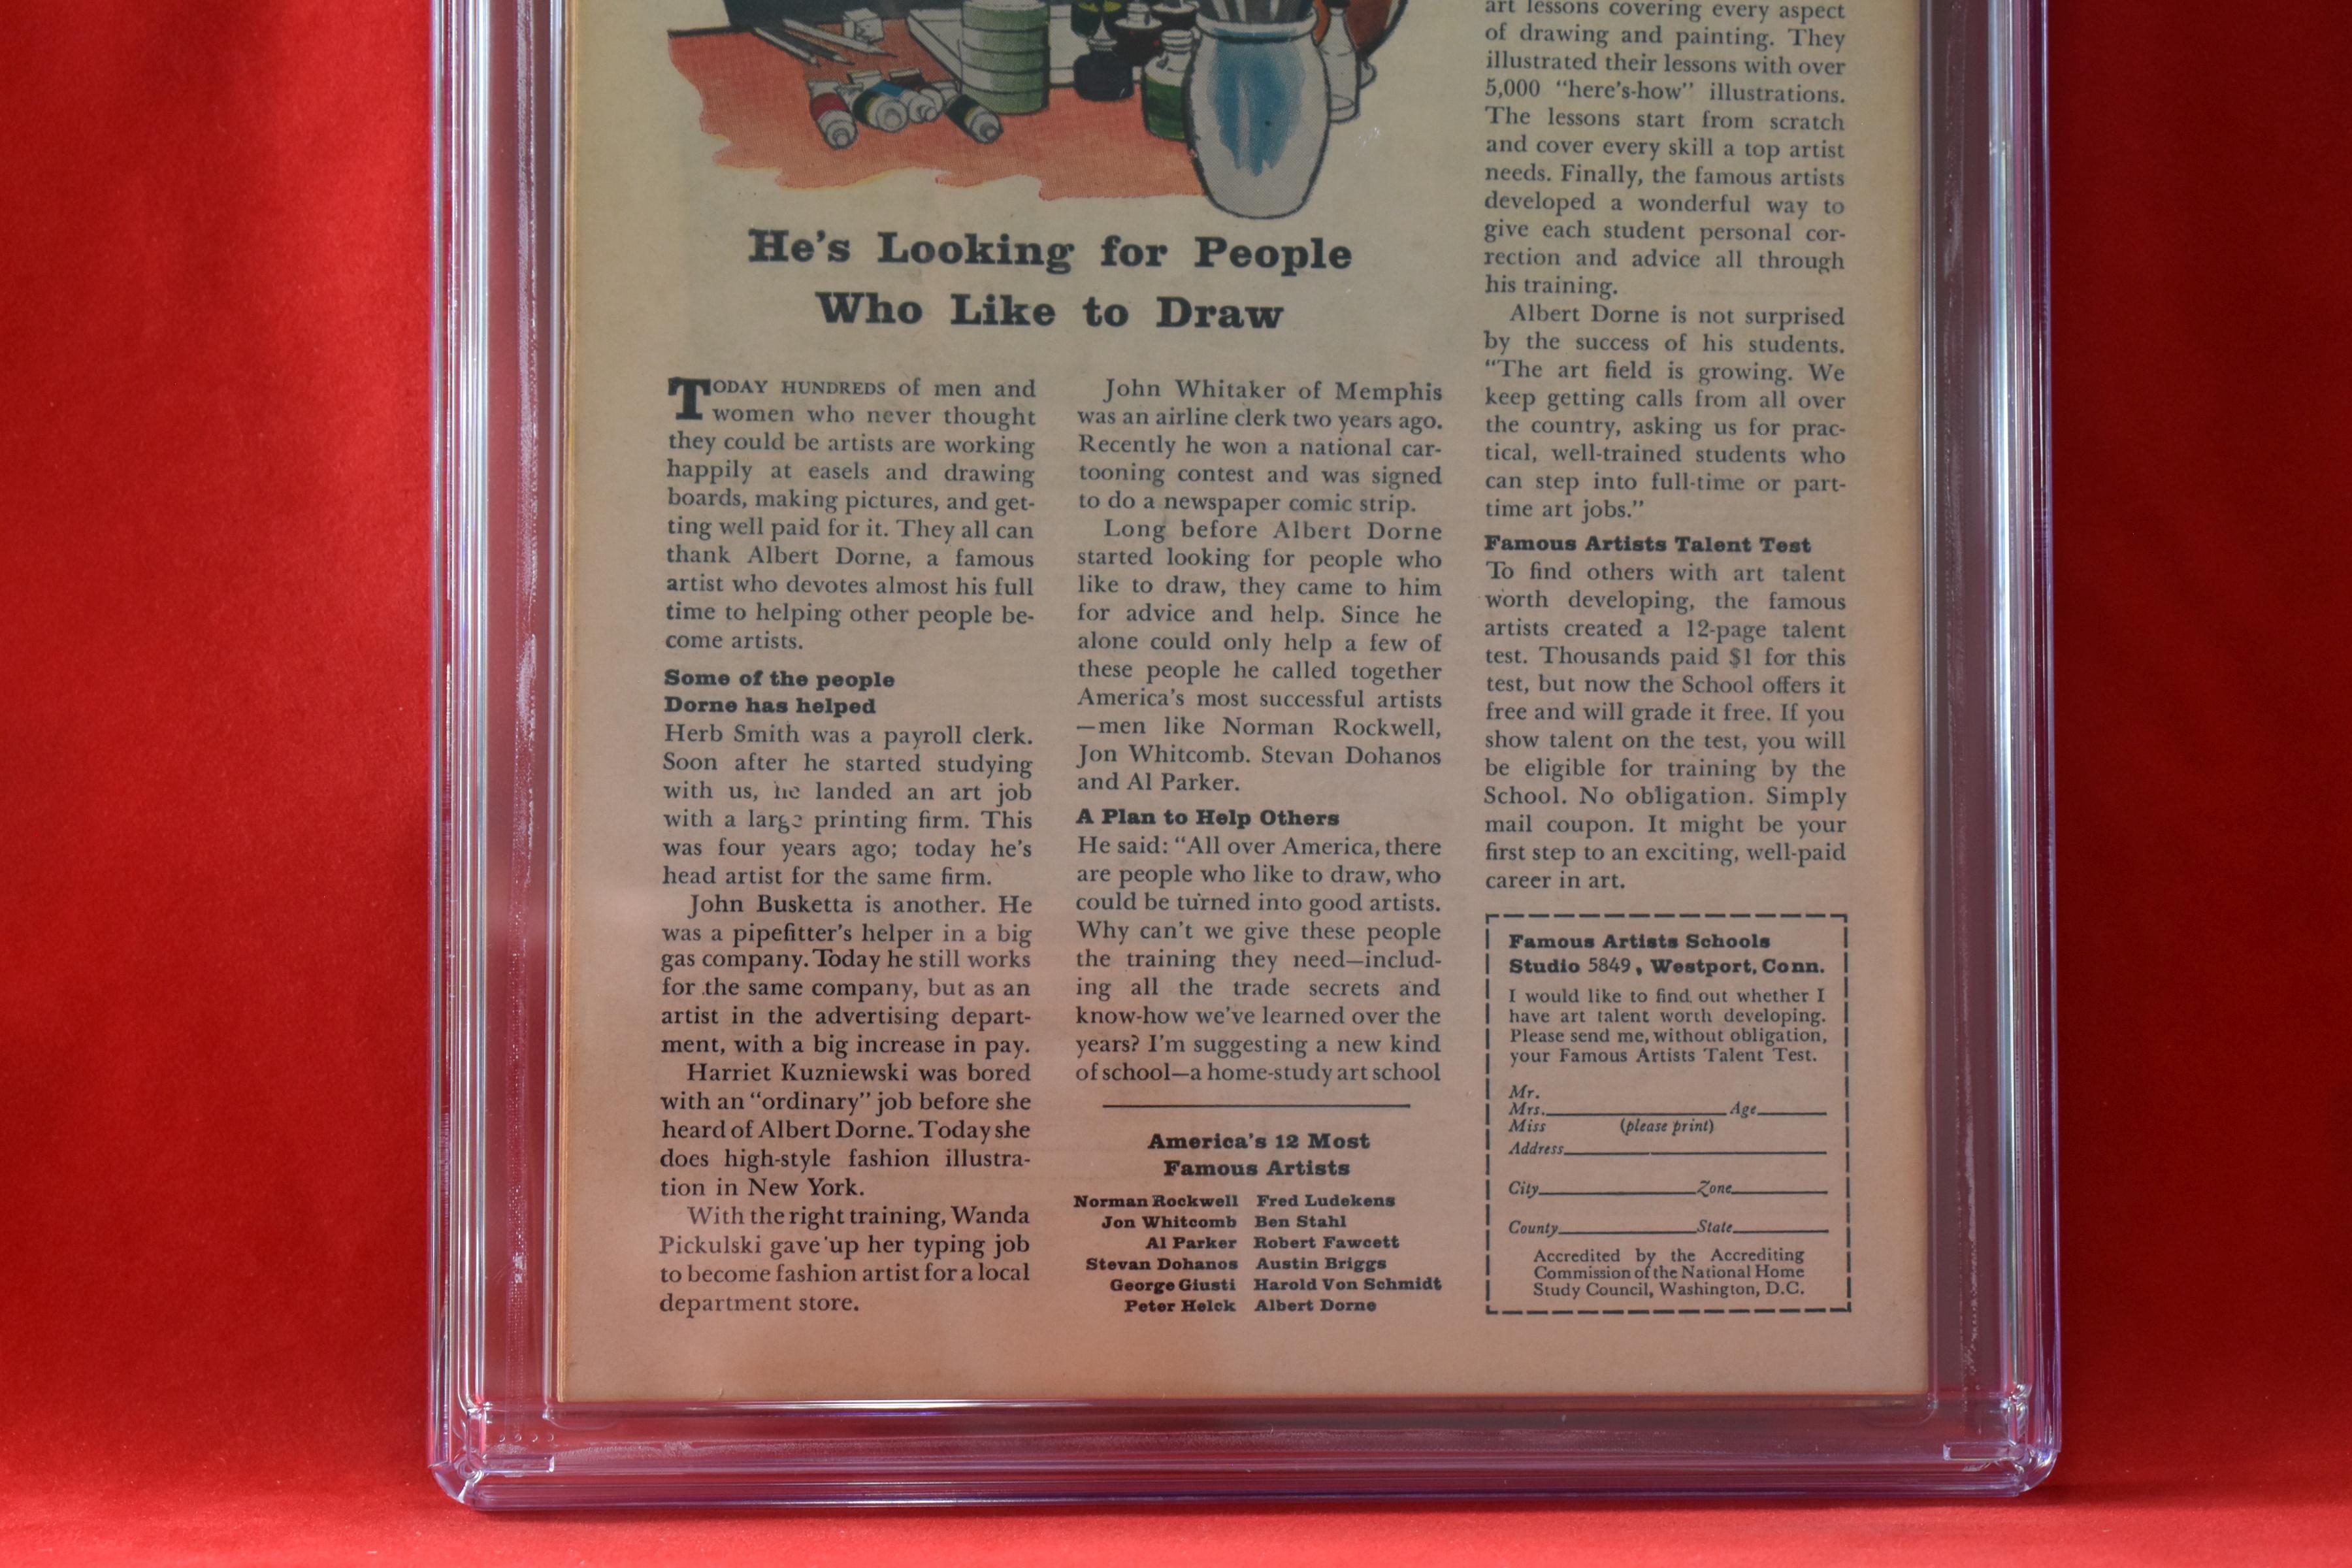 He's Looking for People
Who Like to Draw
TODAY HUNDREDS of men and
women who never thought
they could be artists are working
happily at easels and drawing
boards, making pictures, and get-
ting well paid for it. They all can
thank Albert Dorne, a famous
artist who devotes almost his full
time to helping other people be-
come artists.
Some of the people
Dorne has helped
Herb Smith was a payroll clerk.
Soon after he started studying
with us, he landed an art job
with a large printing firm. This
was four years ago; today he's
head artist for the same firm.
John Busketta is another. He
was a pipefitter's helper in a big
gas company. Today he still works
for the same company, but as an
artist in the advertising depart-
ment, with a big increase in pay.
Harriet Kuzniewski was bored
with an "ordinary" job before she
heard of Albert Dorne. Today she
does high-style fashion illustra-
tion in New York.
With the right training, Wanda
Pickulski gave up her typing job
to become fashion artist for a local
department store.
John Whitaker of Memphis
was an airline clerk two years ago.
Recently he won a national car-
tooning contest and was signed
to do a newspaper comic strip.
Long before Albert Dorne
started looking for people who
like to draw, they came to him
for advice and help. Since he
alone could only help a few of
these people he called together
America's most successful artists
—men like Norman Rockwell,
Jon Whitcomb. Stevan Dohanos
and Al Parker.
A Plan to Help Others
He said: "All over America, there
are people who like to draw, who
could be turned into good artists.
Why can't we give these people
the training they need—includ-
ing all the trade secrets and
know-how we've learned over the
years? I'm suggesting a new kind
of school—a home-study art school
America's 12 Most
Famous Artists
Norman Rockwell Fred Ludekens
Jon Whitcomb Ben Stahl
Al Parker Robert Fawcett
Stevan Dohanos Austin Briggs
George Giusti Harold Von Schmidt
Peter Helck Albert Dorne
art lessons covering every aspect
of drawing and painting. They
illustrated their lessons with over
5,000 "here's-how" illustrations.
The lessons start from scratch
and cover every skill a top artist
needs. Finally, the famous artists
developed a wonderful way to
give each student personal cor-
rection and advice all through
his training.
Albert Dorne is not surprised
by the success of his students.
"The art field is growing. We
keep getting calls from all over
the country, asking us for prac-
tical, well-trained students who
can step into full-time or part-
time art jobs."
Famous Artists Talent Test
To find others with art talent
worth developing, the famous
artists created a 12-page talent
test. Thousands paid $1 for this
test, but now the School offers it
free and will grade it free. If you
show talent on the test, you will
be eligible for training by the
School. No obligation. Simply
mail coupon. It might be your
first step to an exciting, well-paid
career in art.
Famous Artists Schools
Studio 5849, Westport, Conn.
I would like to find out whether I
have art talent worth developing.
Please send me, without obligation,
your Famous Artists Talent Test.
Mr.
Mrs. Age
Miss (please print)
Address
City Zone
County State
Accredited by the Accrediting
Commission of the National Home
Study Council, Washington, D.C.